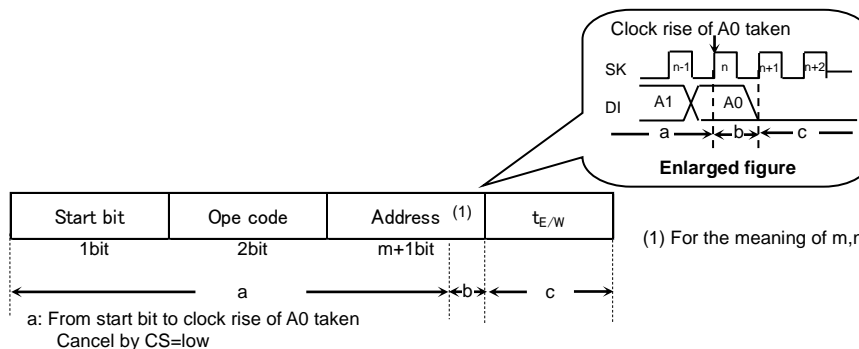 Clock rise of A0 taken
SK n-1 n n+1 n+2
DI A1 A0
a b c
Enlarged figure
Start bit Ope code Address (1) tE/W
1bit 2bit m+1bit
(1) For the meaning of m,n
a b c
a: From start bit to clock rise of A0 taken
Cancel by CS=low